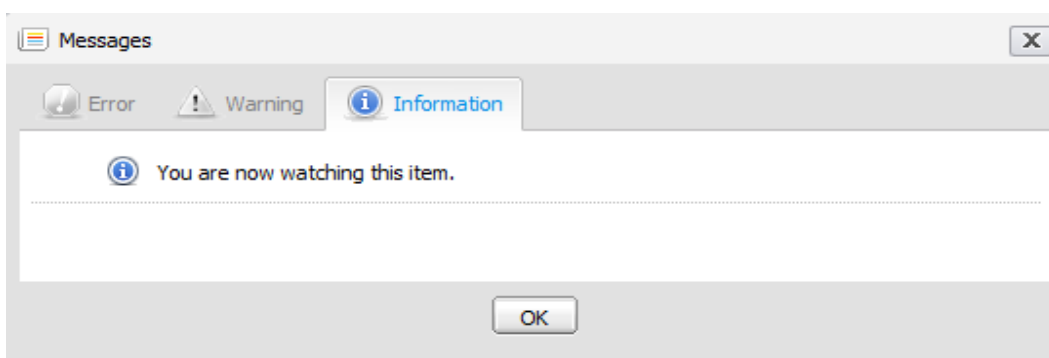 Messages
X
Error Warning Information
You are now watching this item.
OK